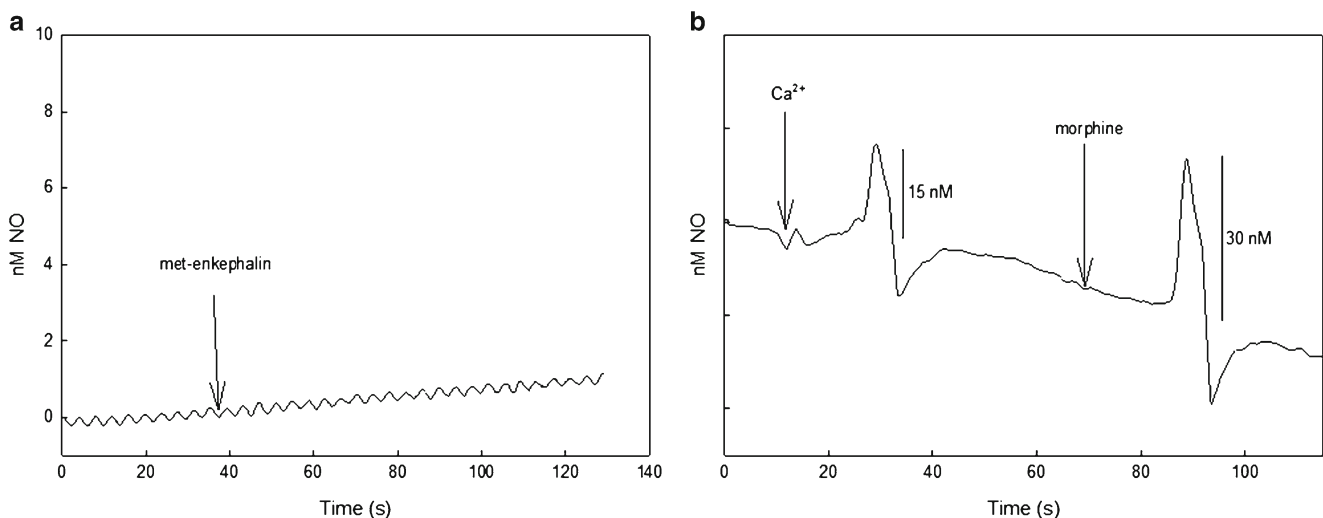 a
10
8
6
4
2
0
nM NO
met-enkephalin
0 20 40 60 80 100 120 140
Time (s)
b
nM NO
Ca²⁺
15 nM
morphine
30 nM
0 20 40 60 80 100
Time (s)